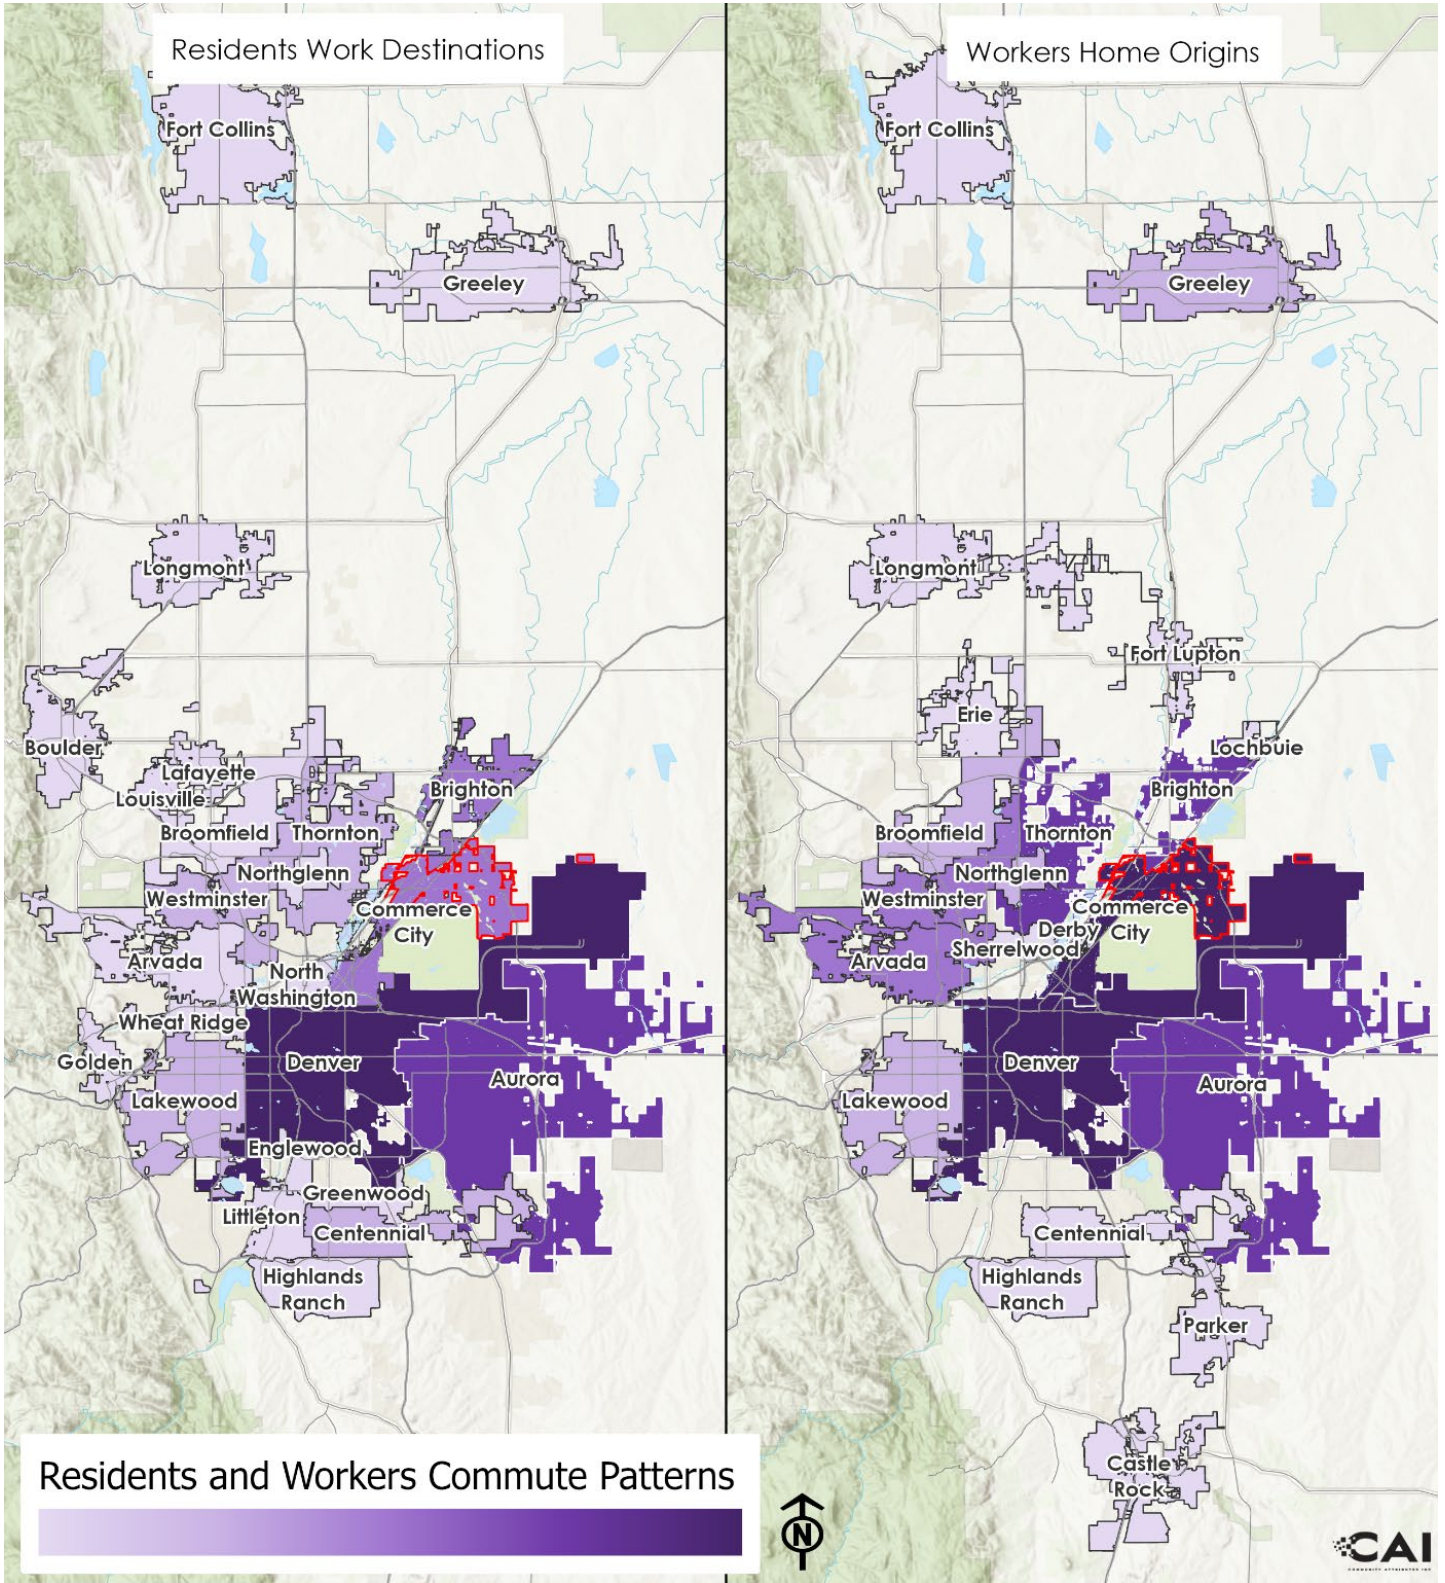 Residents Work Destinations
Fort Collins
Greeley
Longmont
Boulder
Lafayette
Louisville
Brighton
Broomfield
Thornton
Northglenn
Westminster
Commerce
City
Arvada
North
Washington
Wheat Ridge
Golden
Denver
Aurora
Lakewood
Englewood
Greenwood
Littleton
Centennial
Highlands
Ranch
Residents and Workers Commute Patterns
Workers Home Origins
Fort Collins
Greeley
Longmont
Fort Lupton
Erie
Lochbuie
Brighton
Broomfield
Thornton
Northglenn
Westminster
Commerce
City
Derby
Sherrelwood
Arvada
Denver
Aurora
Lakewood
Centennial
Highlands
Ranch
Parker
Castle
Rock
N
CAI
COMMUNITY ATTRIBUTES INC